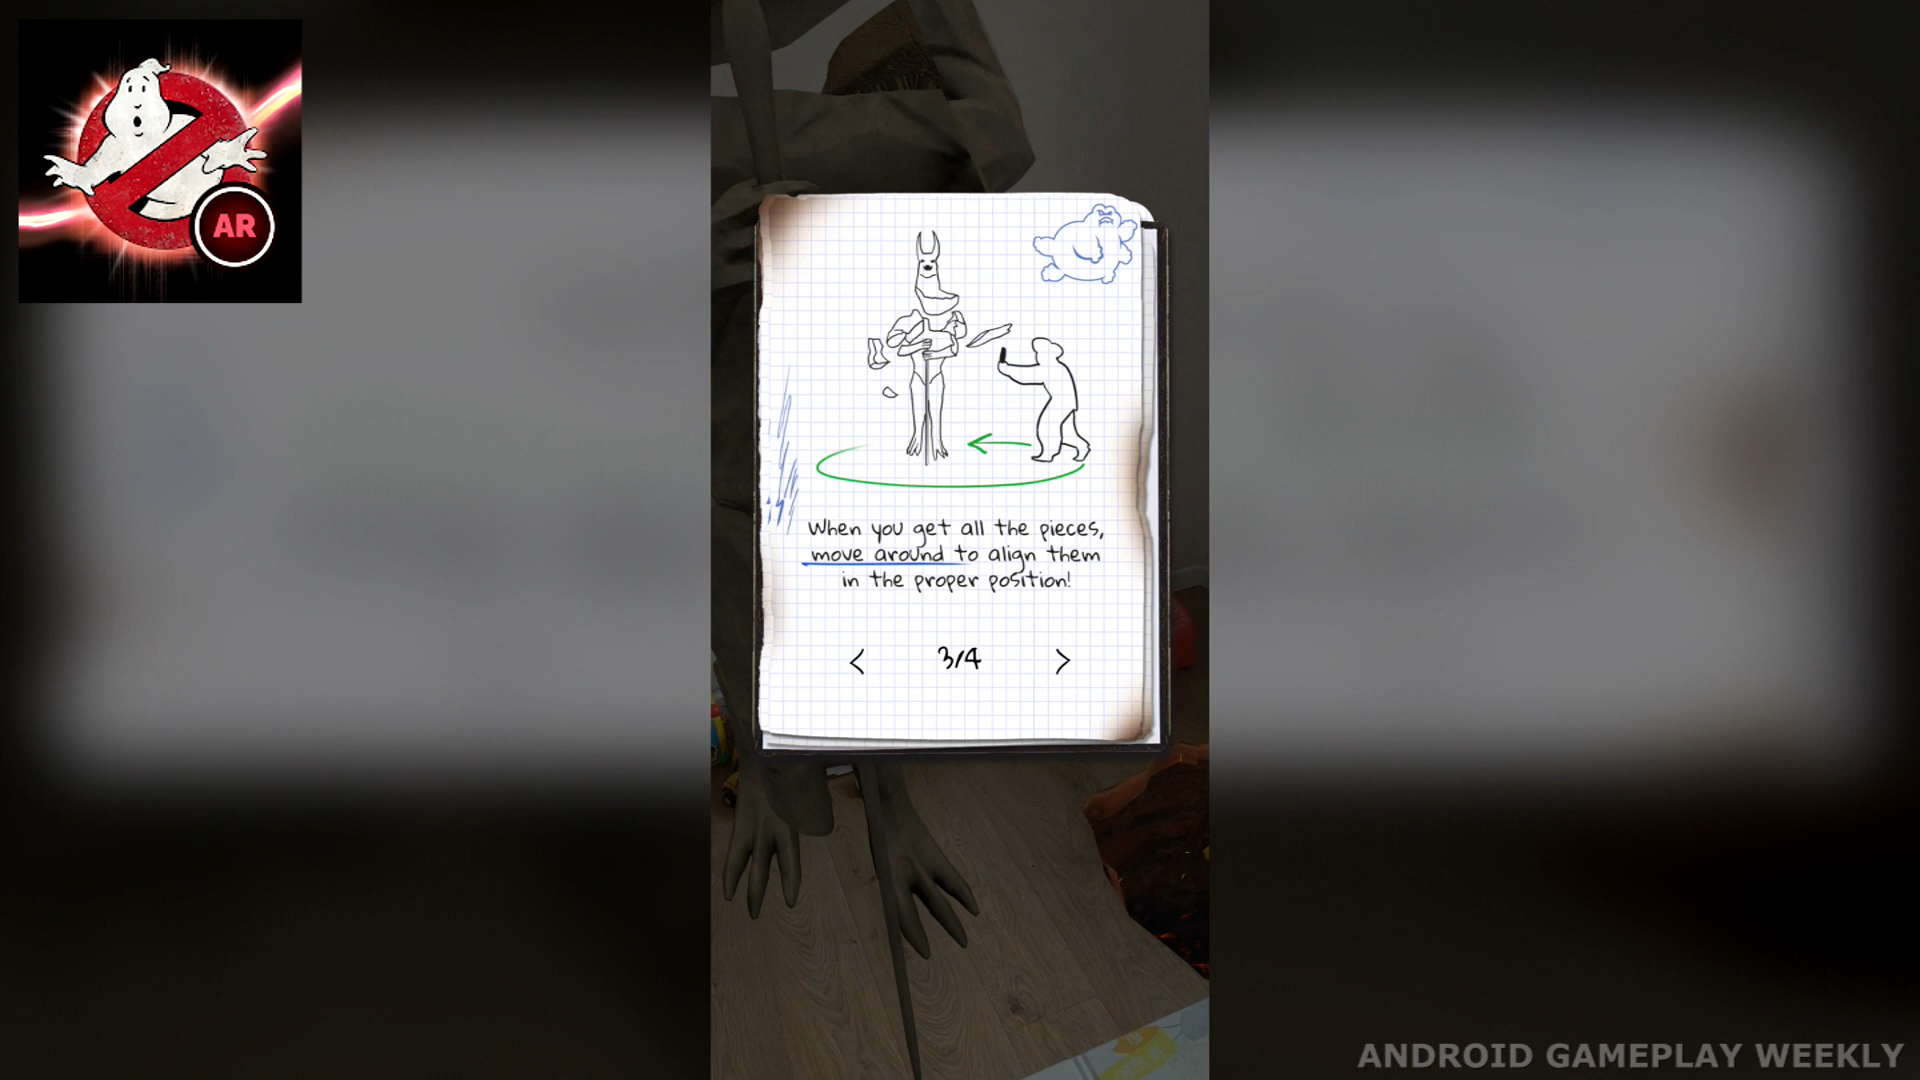 AR
When you get all the pieces,
move around to align them
in the proper position!
< 3/4 >
ANDROID GAMEPLAY WEEKLY